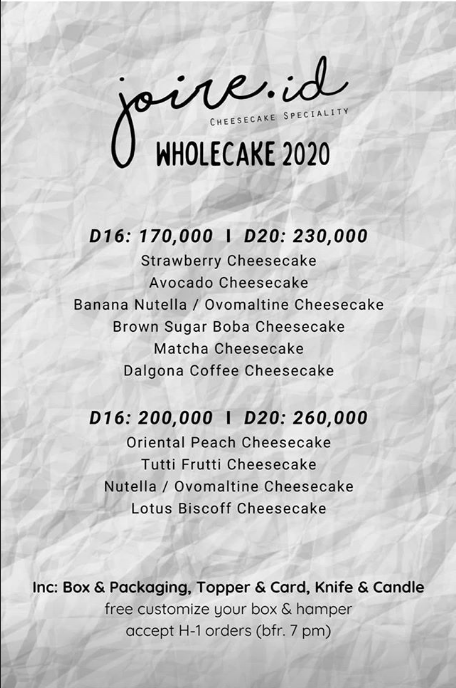 joire.id
CHEESECAKE SPECIALITY
WHOLECAKE 2020
D16: 170,000 | D20: 230,000
Strawberry Cheesecake
Avocado Cheesecake
Banana Nutella / Ovomaltine Cheesecake
Brown Sugar Boba Cheesecake
Matcha Cheesecake
Dalgona Coffee Cheesecake
D16: 200,000 | D20: 260,000
Oriental Peach Cheesecake
Tutti Frutti Cheesecake
Nutella / Ovomaltine Cheesecake
Lotus Biscoff Cheesecake
Inc: Box & Packaging, Topper & Card, Knife & Candle
free customize your box & hamper
accept H-1 orders (bfr. 7 pm)